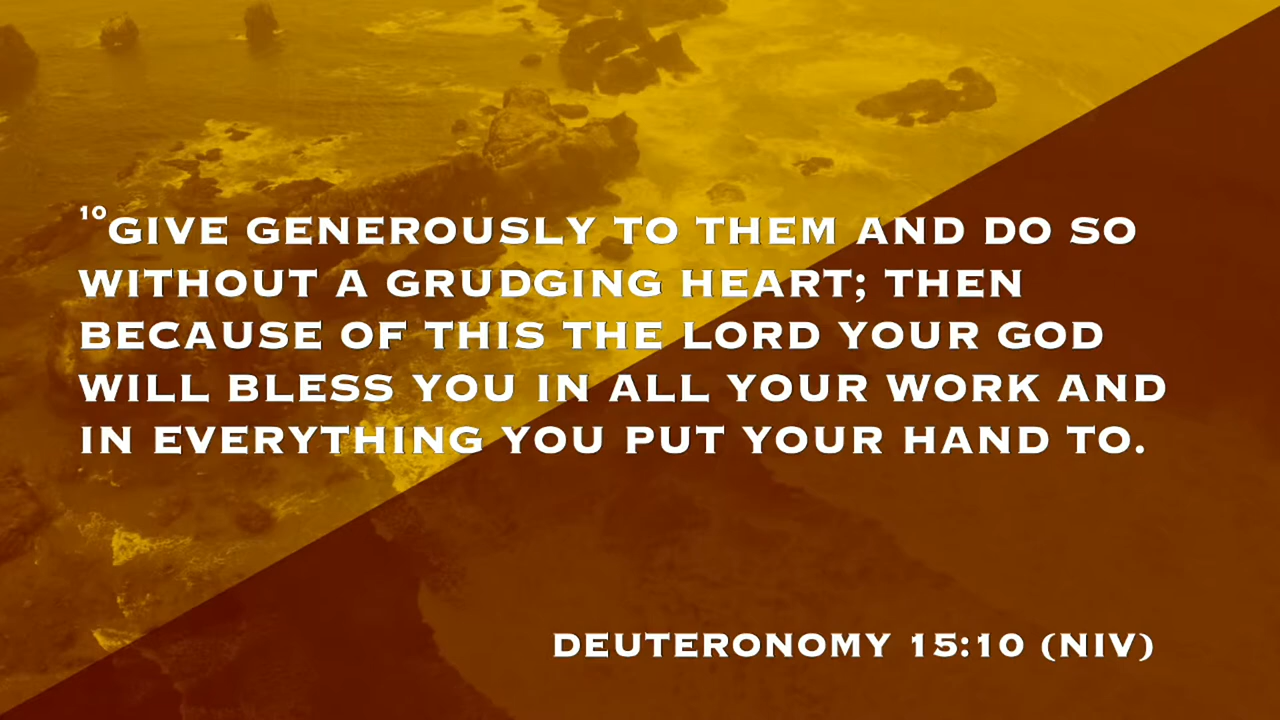 ¹⁰GIVE GENEROUSLY TO THEM AND DO SO
WITHOUT A GRUDGING HEART; THEN
BECAUSE OF THIS THE LORD YOUR GOD
WILL BLESS YOU IN ALL YOUR WORK AND
IN EVERYTHING YOU PUT YOUR HAND TO.
DEUTERONOMY 15:10 (NIV)